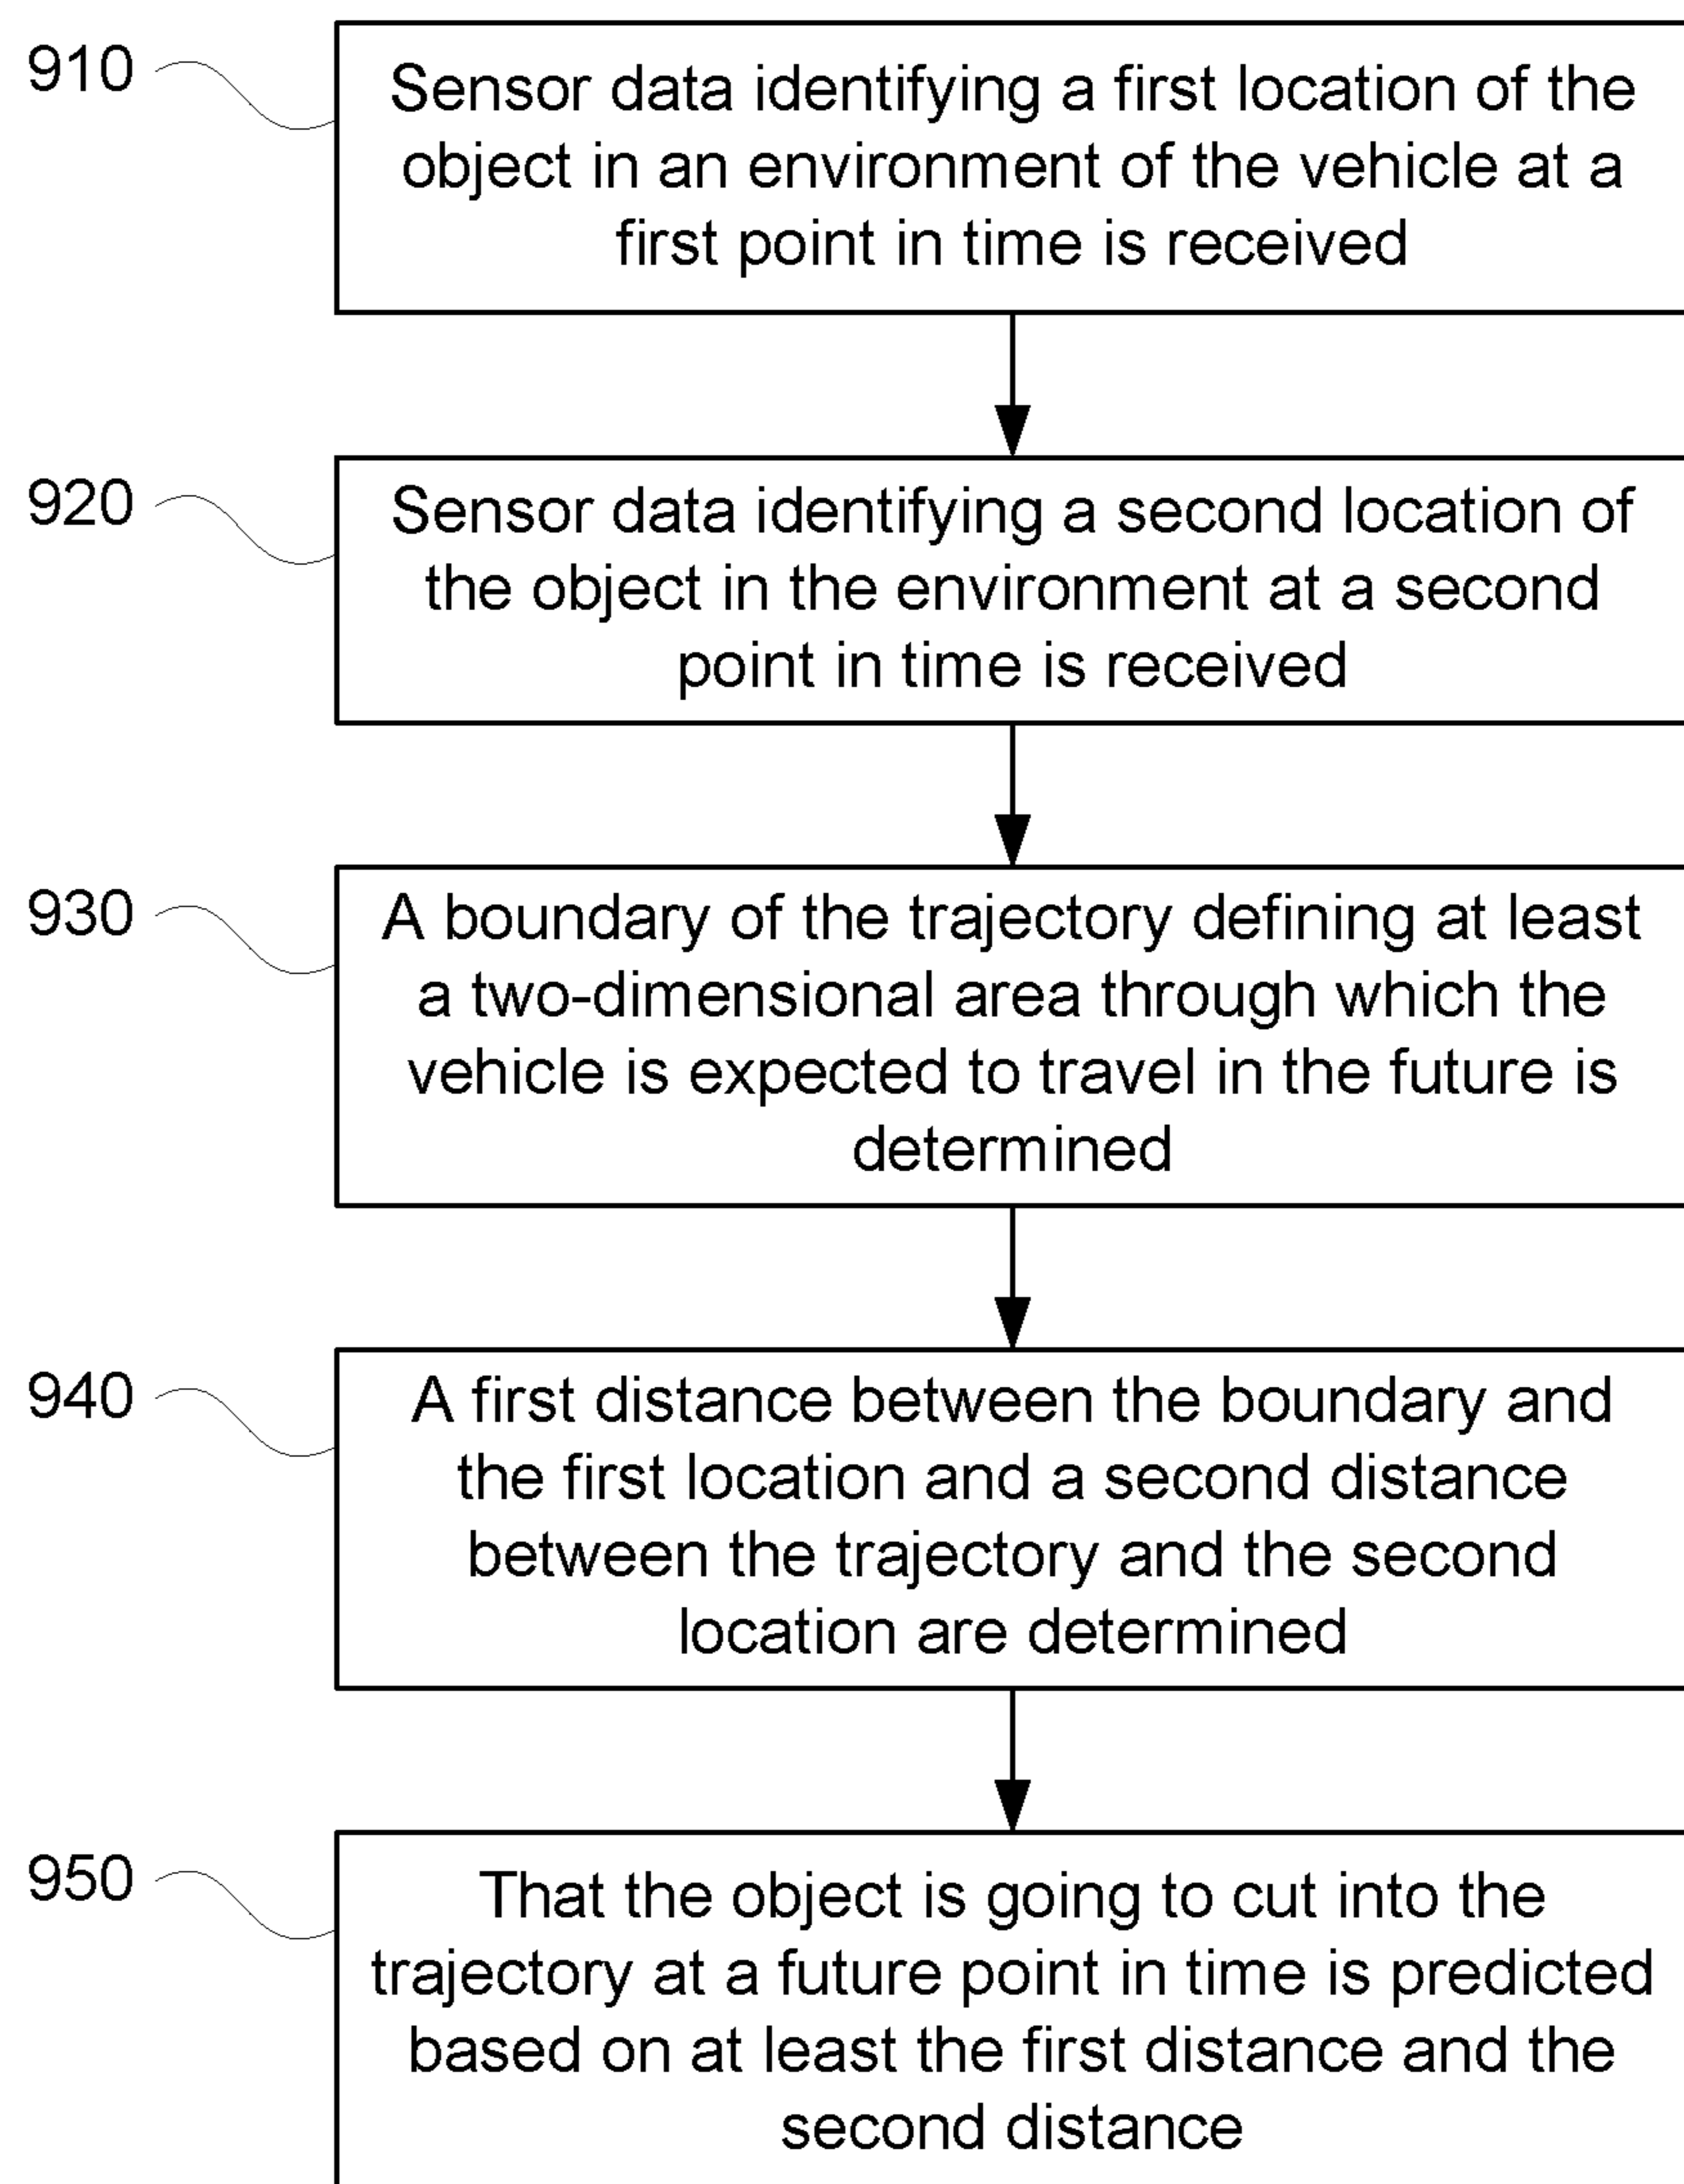 910
Sensor data identifying a first location of the
object in an environment of the vehicle at a
first point in time is received
920
Sensor data identifying a second location of
the object in the environment at a second
point in time is received
930
A boundary of the trajectory defining at least
a two-dimensional area through which the
vehicle is expected to travel in the future is
determined
940
A first distance between the boundary and
the first location and a second distance
between the trajectory and the second
location are determined
950
That the object is going to cut into the
trajectory at a future point in time is predicted
based on at least the first distance and the
second distance